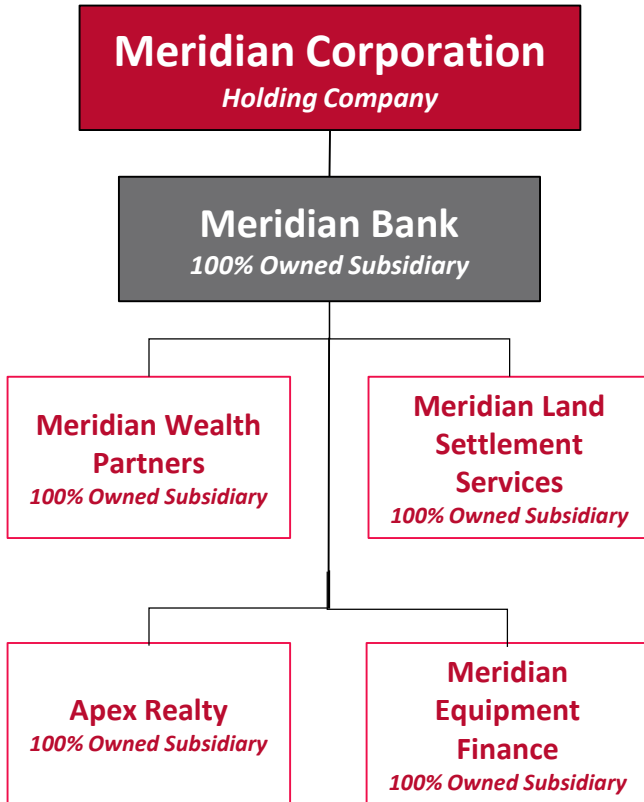 Meridian Corporation
Holding Company
Meridian Bank
100% Owned Subsidiary
Meridian Wealth
Partners
100% Owned Subsidiary
Meridian Land
Settlement
Services
100% Owned Subsidiary
Apex Realty
100% Owned Subsidiary
Meridian
Equipment
Finance
100% Owned Subsidiary